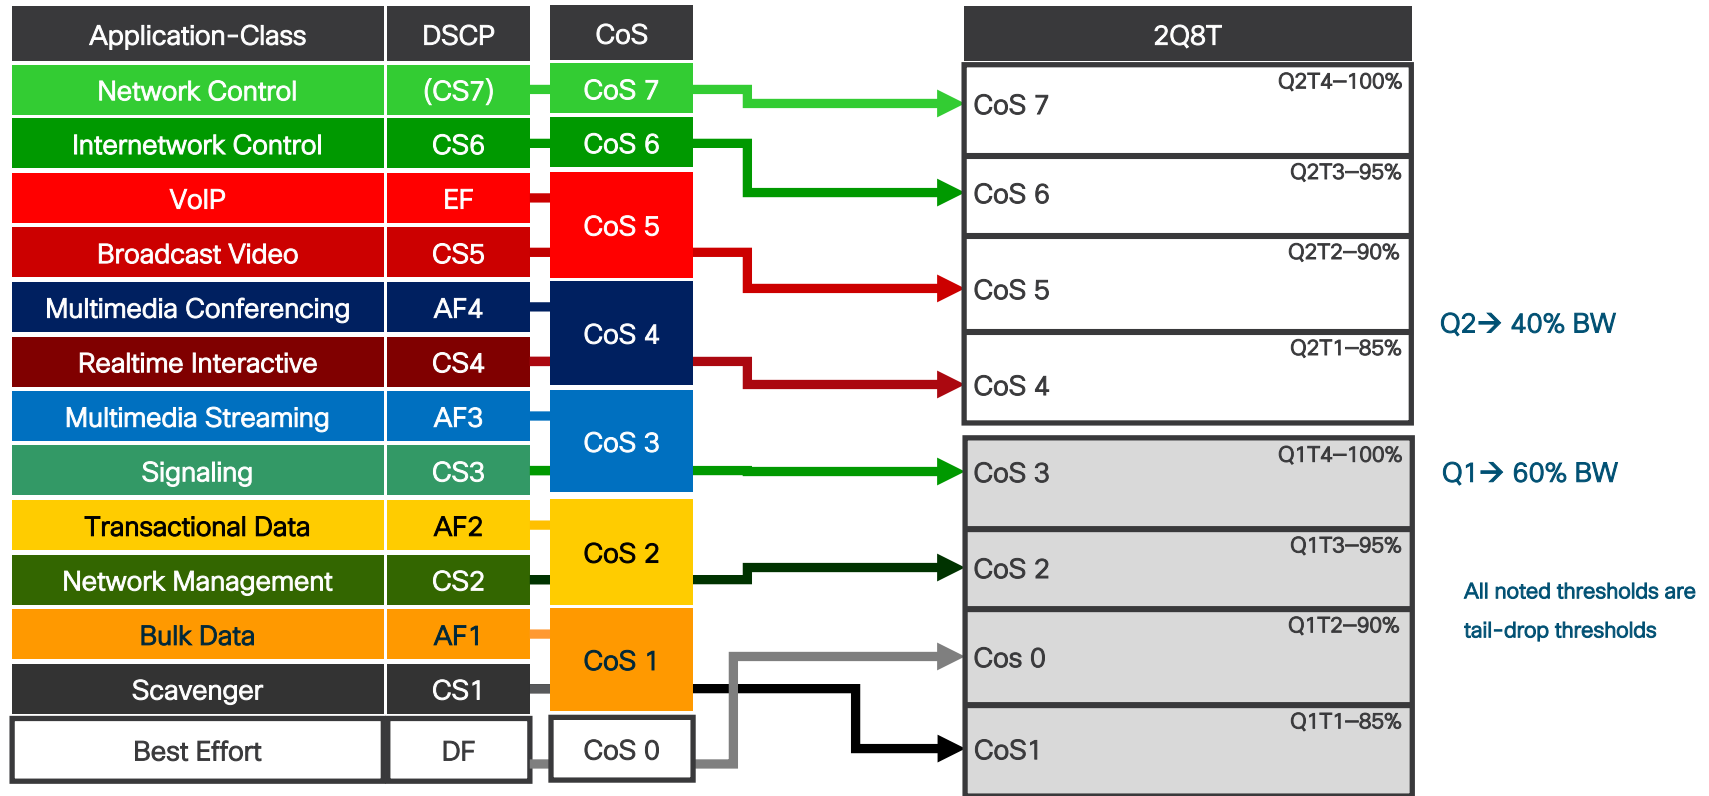 Application-Class DSCP CoS 2Q8T
Network Control (CS7) CoS 7
Internetwork Control CS6 CoS 6
VoIP EF CoS 5
Broadcast Video CS5
Multimedia Conferencing AF4 CoS 4
Realtime Interactive CS4
Multimedia Streaming AF3 CoS 3
Signaling CS3
Transactional Data AF2 CoS 2
Network Management CS2
Bulk Data AF1 CoS 1
Scavenger CS1
Best Effort DF CoS 0
Q2T4–100%
CoS 7
Q2T3–95%
CoS 6
Q2T2–90%
CoS 5
Q2T1–85%
CoS 4
Q1T4–100%
CoS 3
Q1T3–95%
CoS 2
Q1T2–90%
Cos 0
Q1T1–85%
CoS1
Q2→ 40% BW
Q1→ 60% BW
All noted thresholds are
tail-drop thresholds